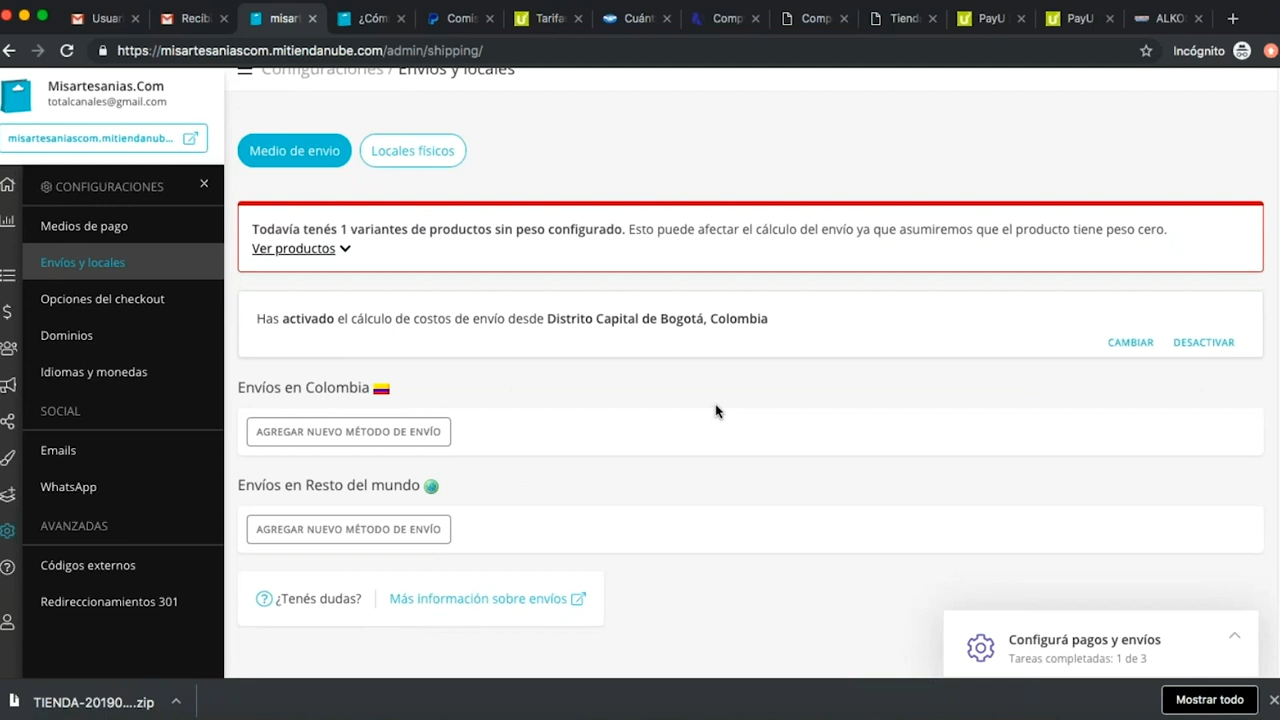 Usuar
Recib
misar
¿Cóm
Comis
Tarifa
Cuánt
Comp
Comp
Tiend
PayU
PayU
ALKO
https://misartesaniascom.mitiendanube.com/admin/shipping/
Incógnito
Misartesanias.Com
totalcanales@gmail.com
misartesaniascom.mitiendanub...
CONFIGURACIONES
Medios de pago
Envíos y locales
Opciones del checkout
Dominios
Idiomas y monedas
SOCIAL
Emails
WhatsApp
AVANZADAS
Códigos externos
Redireccionamientos 301
Configuraciones / Envíos y locales
Medio de envio
Locales físicos
Todavía tenés 1 variantes de productos sin peso configurado. Esto puede afectar el cálculo del envío ya que asumiremos que el producto tiene peso cero.
Ver productos
Has activado el cálculo de costos de envío desde Distrito Capital de Bogotá, Colombia
CAMBIAR
DESACTIVAR
Envíos en Colombia
AGREGAR NUEVO MÉTODO DE ENVÍO
Envíos en Resto del mundo
AGREGAR NUEVO MÉTODO DE ENVÍO
¿Tenés dudas?
Más información sobre envíos
Configurá pagos y envíos
Tareas completadas: 1 de 3
TIENDA-20190....zip
Mostrar todo